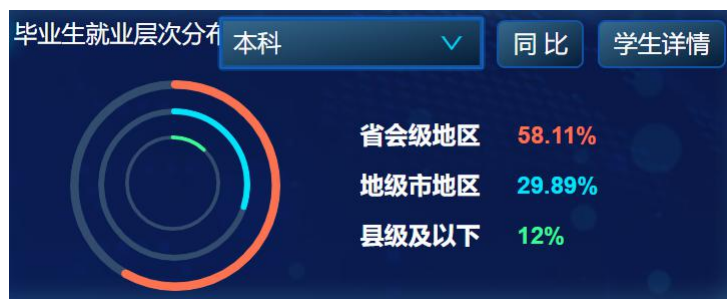 毕业生就业层次分布 本科 同比 学生详情
省会级地区 58.11%
地级市地区 29.89%
县级及以下 12%